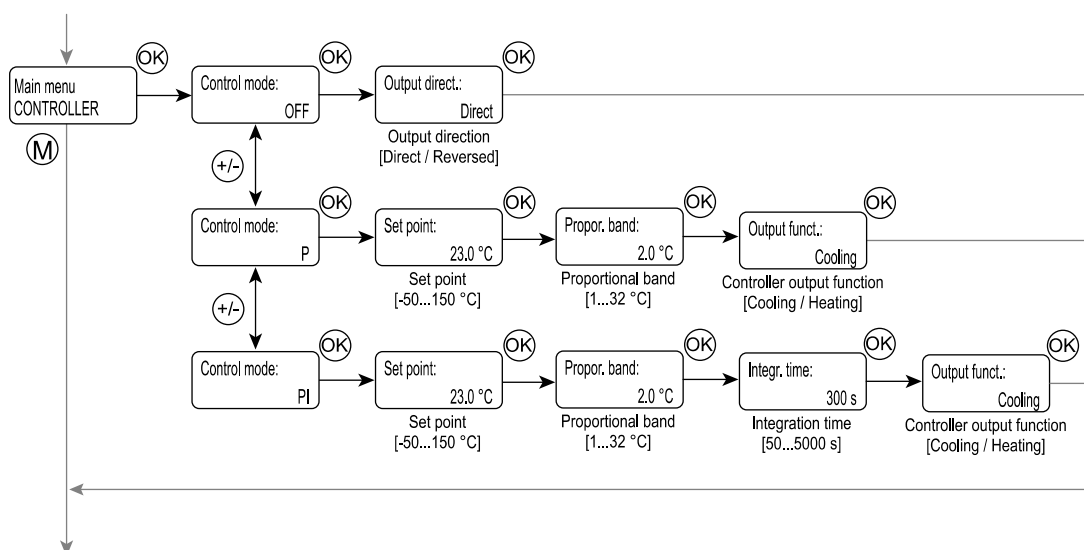 OK
OK
OK
Main menu
CONTROLLER
Control mode:
OFF
Output direct.:
Direct
Output direction
[Direct / Reversed]
M
+/-
OK
OK
OK
OK
Control mode:
P
Set point:
23.0 °C
Set point
[-50...150 °C]
Propor. band:
2.0 °C
Proportional band
[1...32 °C]
Output funct.:
Cooling
Controller output function
[Cooling / Heating]
+/-
OK
OK
OK
OK
OK
Control mode:
PI
Set point:
23.0 °C
Set point
[-50...150 °C]
Propor. band:
2.0 °C
Proportional band
[1...32 °C]
Integr. time:
300 s
Integration time
[50...5000 s]
Output funct.:
Cooling
Controller output function
[Cooling / Heating]